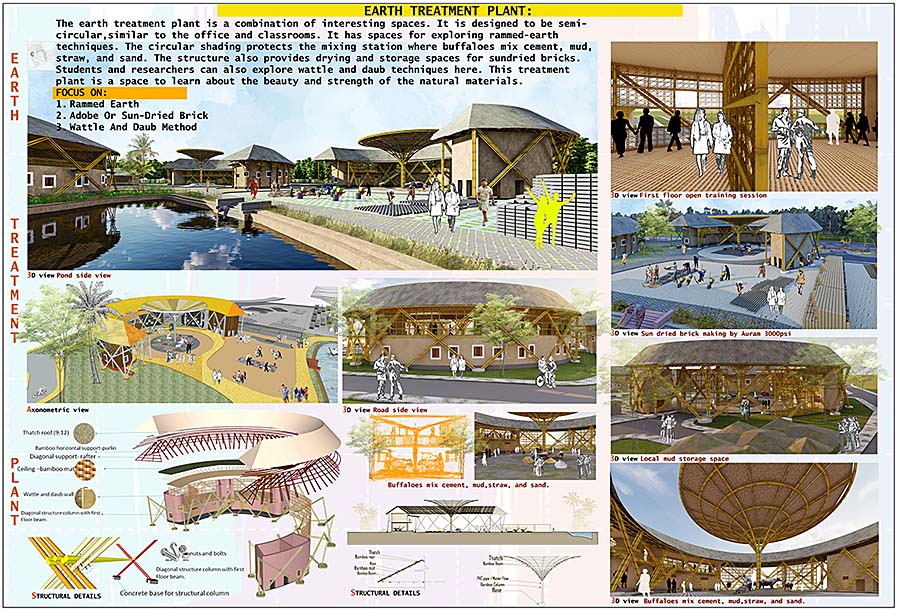 EARTH TREATMENT PLANT:
The earth treatment plant is a combination of interesting spaces. It is designed to be semi-
circular,similar to the office and classrooms. It has spaces for exploring rammed-earth
techniques. The circular shading protects the mixing station where buffaloes mix cement, mud,
straw, and sand. The structure also provides drying and storage spaces for sundried bricks.
Students and researchers can also explore wattle and daub techniques here. This treatment
plant is a space to learn about the beauty and strength of the natural materials.
FOCUS ON:
1. Rammed Earth
2. Adobe Or Sun-Dried Brick
3. Wattle And Daub Method
EARTH
TREATMENT
PLANT
3D view Pond side view
3D view First floor open training session
3D view Sun dried brick making by Auram 3000psi
Axonometric view
3D view Road side view
3D view Local mud storage space
Thatch roof (9:12)
Bamboo horizontal support-purlin
Diagonal support- rafter
Ceiling -bamboo mat
Wattle and daub wall
Diagonal structure column with first
Floor beam.
nuts and bolts
Diagonal structure column with first
Floor beam.
STRUCTURAL DETAILS
Concrete base for structural column
Buffaloes mix cement, mud,straw, and sand.
Thatch
Bamboo mat
Bamboo mat
Bamboo Beam
STRUCTURAL DETAILS
Thatch
Bamboo Beam
PVC pipe / Water Flow
Bamboo Column
Base
3D view Buffaloes mix cement, mud,straw, and sand.